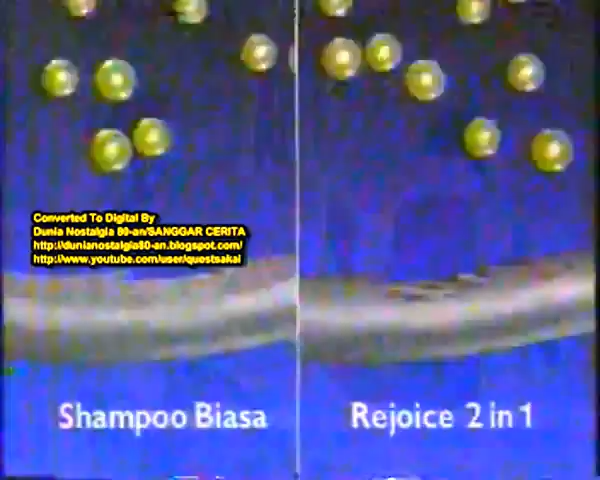 Converted To Digital By
Dunia Nostalgia 80-an/SANGGAR CERITA
http://dunianostalgia80-an.blogspot.com/
http://www.youtube.com/user/questsakai
Shampoo Biasa
Rejoice 2 in 1